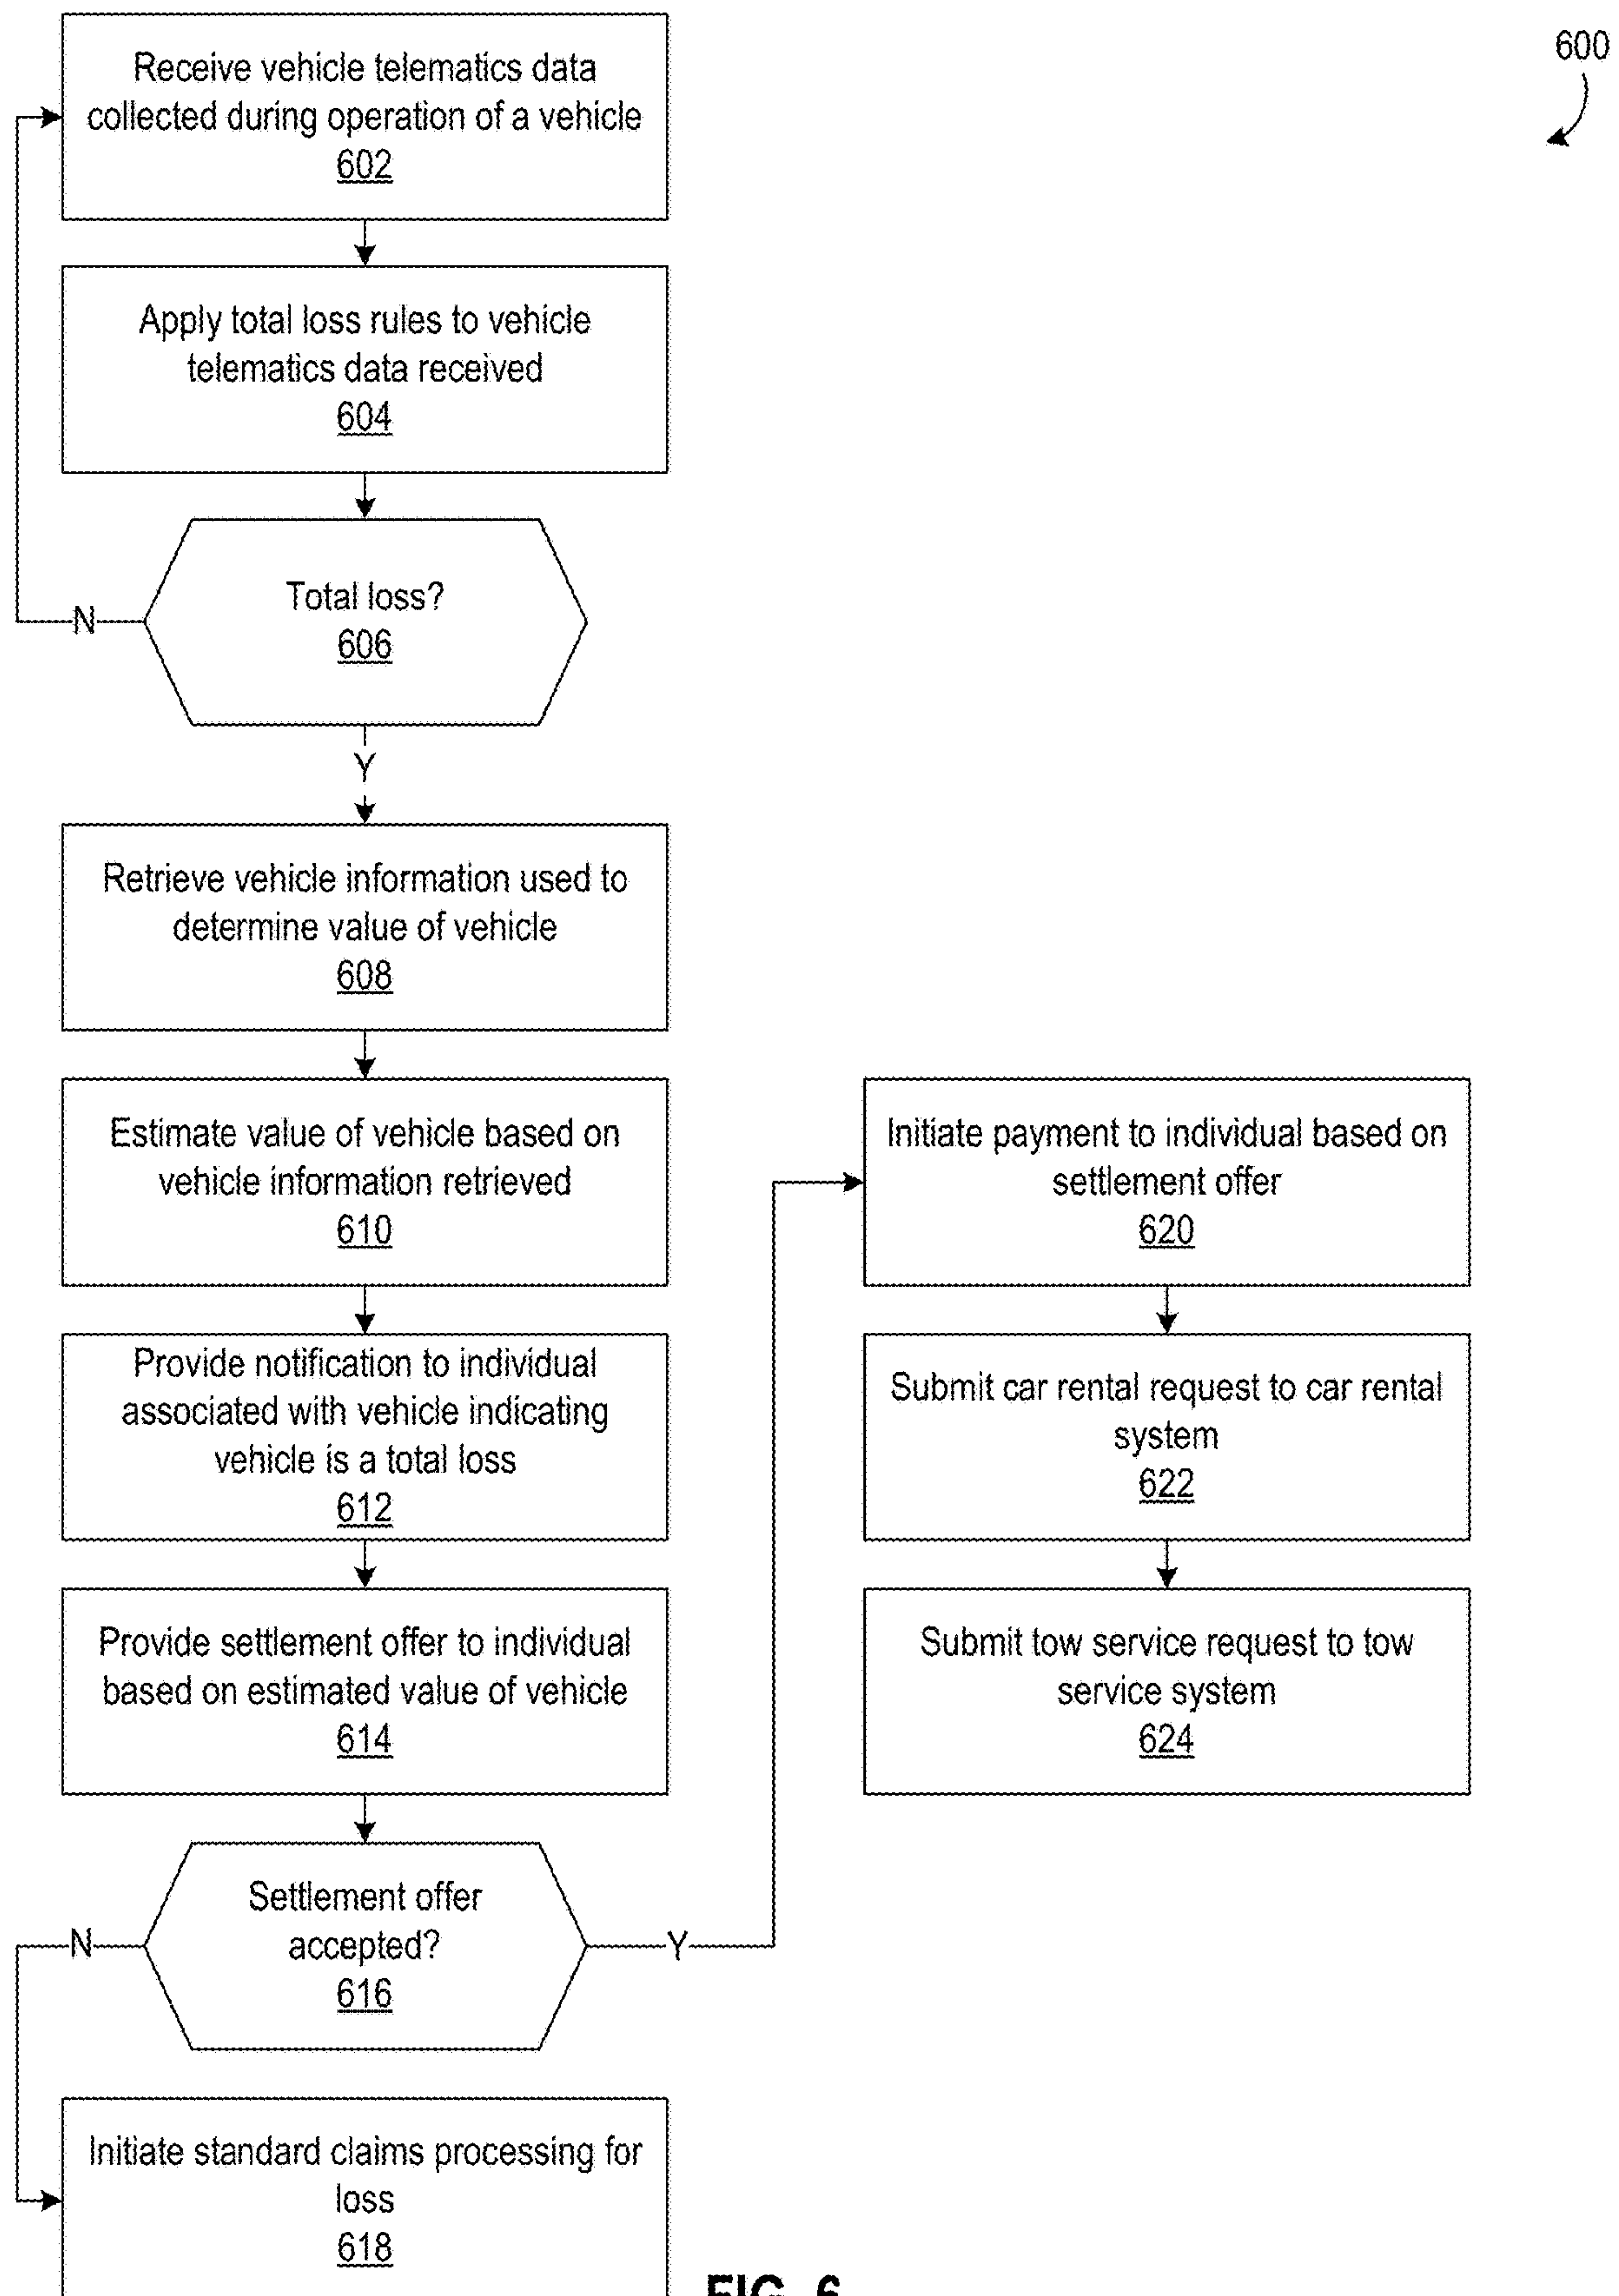 600
Receive vehicle telematics data
collected during operation of a vehicle
602
Apply total loss rules to vehicle
telematics data received
604
Total loss?
606
N
Y
Retrieve vehicle information used to
determine value of vehicle
608
Estimate value of vehicle based on
vehicle information retrieved
610
Provide notification to individual
associated with vehicle indicating
vehicle is a total loss
612
Provide settlement offer to individual
based on estimated value of vehicle
614
Settlement offer
accepted?
616
N
Y
Initiate standard claims processing for
loss
618
Initiate payment to individual based on
settlement offer
620
Submit car rental request to car rental
system
622
Submit tow service request to tow
service system
624
FIG. 6